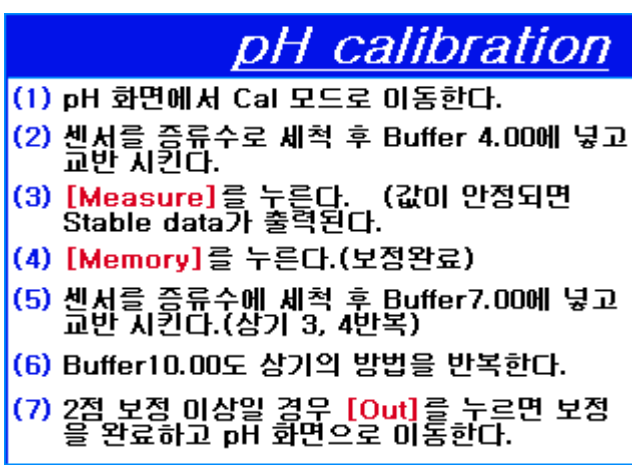 pH calibration
(1) pH 화면에서 Cal 모드로 이동한다.
(2) 센서를 증류수로 세척 후 Buffer 4.00에 넣고
교반 시킨다.
(3) [Measure]를 누른다. (값이 안정되면
Stable data가 출력된다.
(4) [Memory]를 누른다.(보정완료)
(5) 센서를 증류수에 세척 후 Buffer7.00에 넣고
교반 시킨다.(상기 3, 4반복)
(6) Buffer10.00도 상기의 방법을 반복한다.
(7) 2점 보정 이상일 경우 [Out]를 누르면 보정
을 완료하고 pH 화면으로 이동한다.